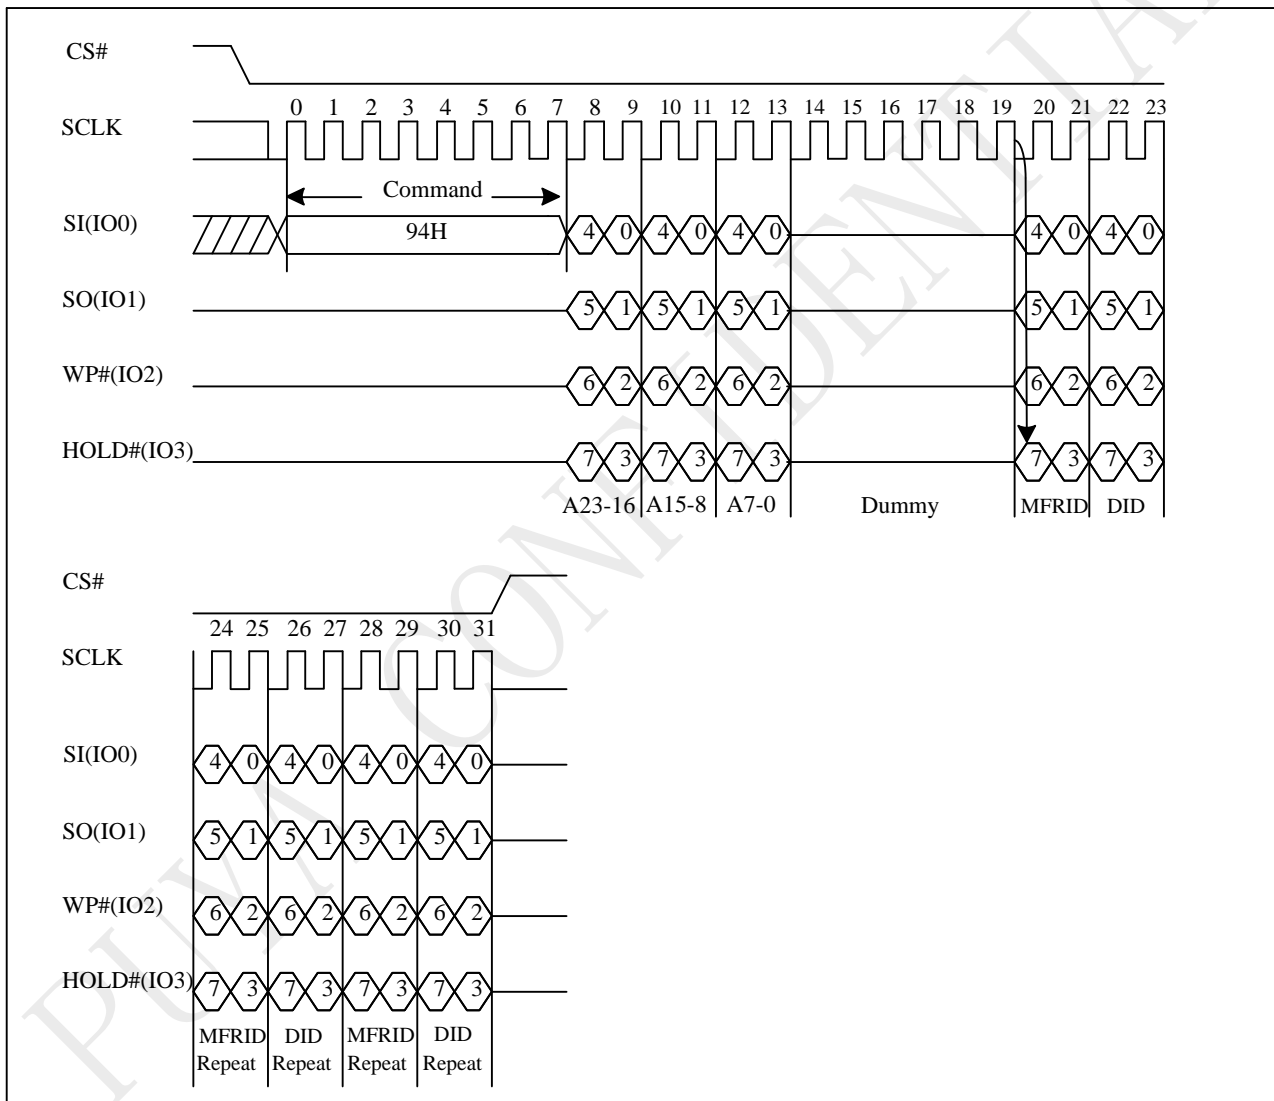 CS#
0 1 2 3 4 5 6 7 8 9 10 11 12 13 14 15 16 17 18 19 20 21 22 23
SCLK
Command
SI(IO0) 94H 4 0 4 0 4 0 4 0 4 0
SO(IO1) 5 1 5 1 5 1 5 1 5 1
WP#(IO2) 6 2 6 2 6 2 6 2 6 2
HOLD#(IO3) 7 3 7 3 7 3 7 3 7 3
A23-16 A15-8 A7-0 Dummy MFRID DID
CS#
24 25 26 27 28 29 30 31
SCLK
SI(IO0) 4 0 4 0 4 0 4 0
SO(IO1) 5 1 5 1 5 1 5 1
WP#(IO2) 6 2 6 2 6 2 6 2
HOLD#(IO3) 7 3 7 3 7 3 7 3
MFRID DID MFRID DID
Repeat Repeat Repeat Repeat
PUYA CONFIDENTIAL